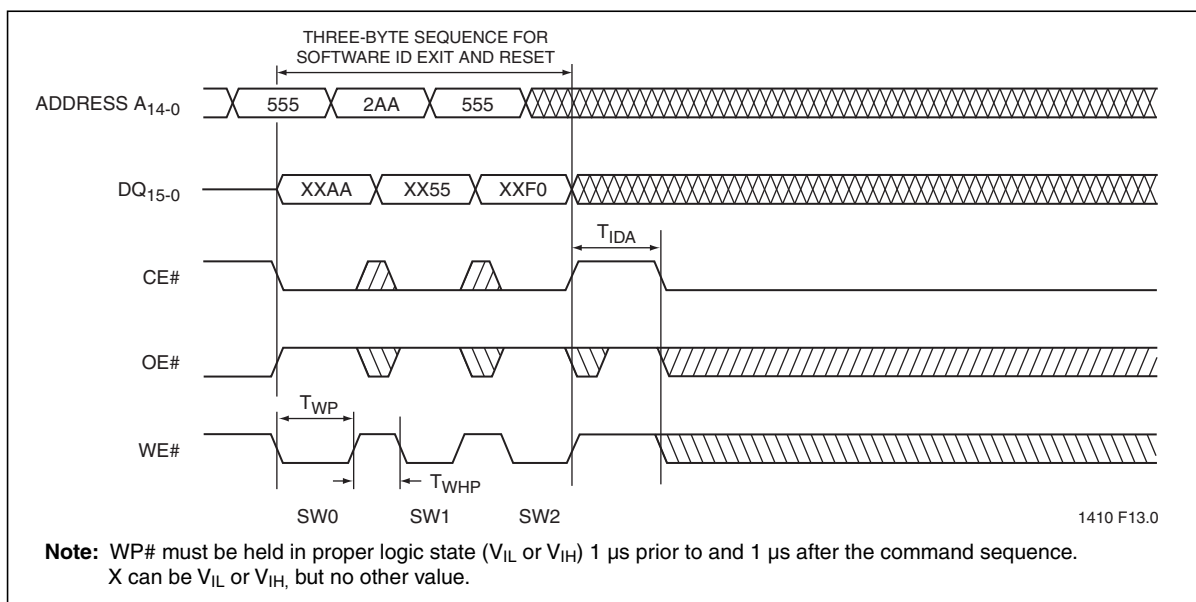 THREE-BYTE SEQUENCE FOR
SOFTWARE ID EXIT AND RESET
ADDRESS A14-0
555 2AA 555
DQ15-0
XXAA XX55 XXF0
TIDA
CE#
OE#
TWP
WE#
TWHP
SW0 SW1 SW2
1410 F13.0
Note: WP# must be held in proper logic state (VIL or VIH) 1 µs prior to and 1 µs after the command sequence.
X can be VIL or VIH, but no other value.